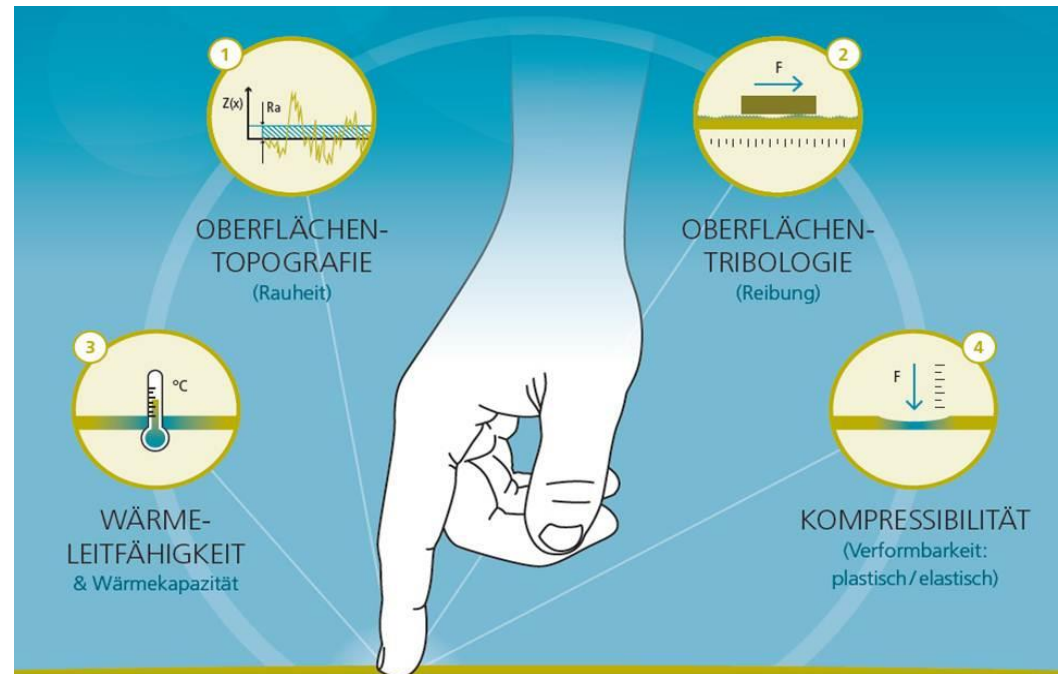 1
Z(x)
Ra
OBERFLÄCHEN-
TOPOGRAFIE
(Rauheit)
2
F
OBERFLÄCHEN-
TRIBOLOGIE
(Reibung)
3
°C
WÄRME-
LEITFÄHIGKEIT
& Wärmekapazität
4
F
KOMPRESSIBILITÄT
(Verformbarkeit:
plastisch / elastisch)